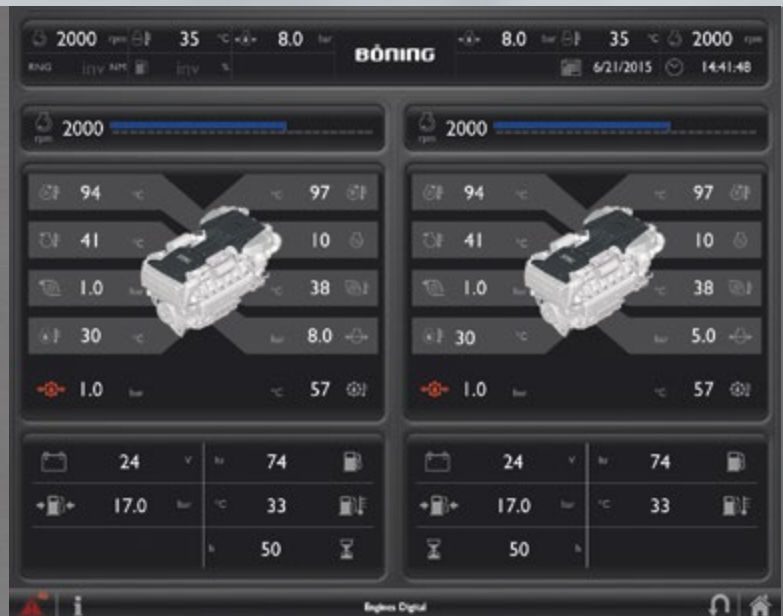 2000 rpm 35 °C 8.0 bar
BÖNING
8.0 bar 35 °C 2000 rpm
RNG inv NM inv %
6/21/2015 14:41:48
rpm 2000
rpm 2000
94 °C °C 97
94 °C °C 97
41 °C 10
41 °C 10
1.0 bar °C 38
1.0 bar °C 38
30 °C bar 8.0
30 °C bar 5.0
1.0 bar °C 57
1.0 bar °C 57
24 V 74
24 V 74
17.0 bar °C 33
17.0 bar °C 33
h 50
50 h
i
Engines Digital